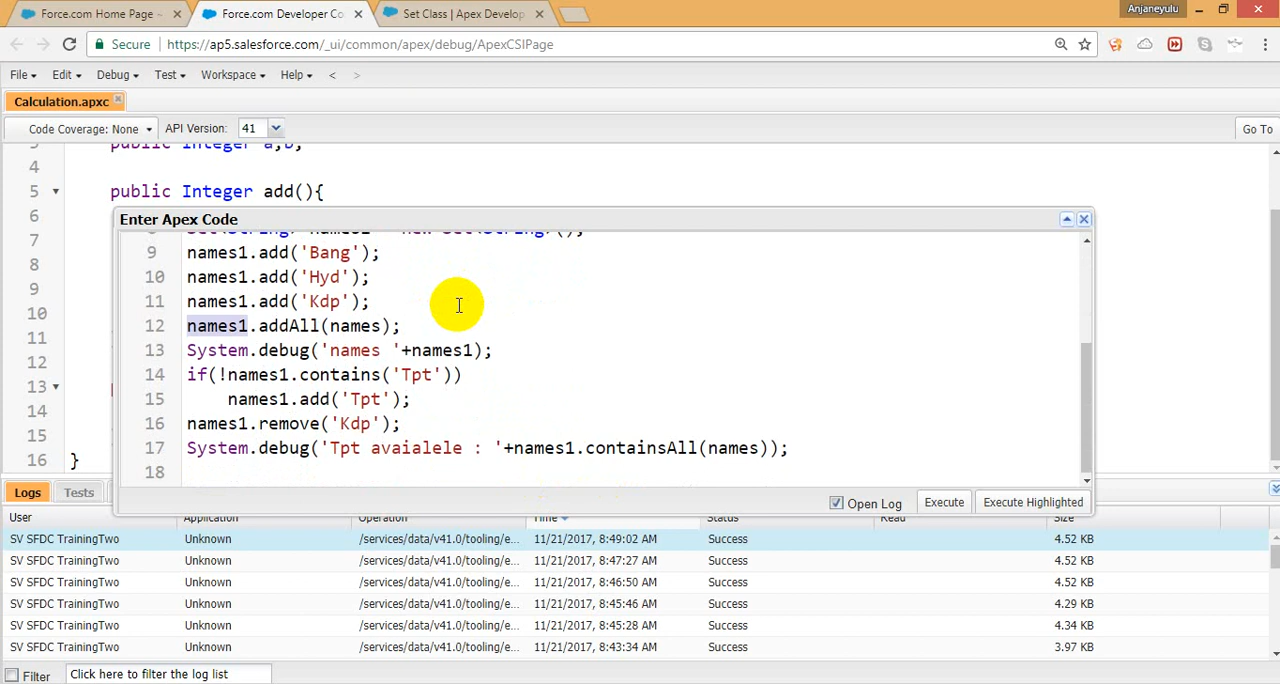 Force.com Home Page ~
Force.com Developer Co
Set Class | Apex Develop
Anjaneyulu
Secure
https://ap5.salesforce.com/_ui/common/apex/debug/ApexCSIPage
File
Edit
Debug
Test
Workspace
Help
<
>
Calculation.apxc
Code Coverage: None
API Version:
41
Go To
3 public Integer a,b;
4
5 public Integer add(){
6
7
8
9
10
11
12
13
14
15
16 }
Enter Apex Code
9 names1.add('Bang');
10 names1.add('Hyd');
11 names1.add('Kdp');
12 names1.addAll(names);
13 System.debug('names '+names1);
14 if(!names1.contains('Tpt'))
15 names1.add('Tpt');
16 names1.remove('Kdp');
17 System.debug('Tpt avaialele : '+names1.containsAll(names));
18
Open Log
Execute
Execute Highlighted
Logs
Tests
User Application Operation Time Status Read Size
SV SFDC TrainingTwo Unknown /services/data/v41.0/tooling/e... 11/21/2017, 8:49:02 AM Success 4.52 KB
SV SFDC TrainingTwo Unknown /services/data/v41.0/tooling/e... 11/21/2017, 8:47:27 AM Success 4.52 KB
SV SFDC TrainingTwo Unknown /services/data/v41.0/tooling/e... 11/21/2017, 8:46:50 AM Success 4.52 KB
SV SFDC TrainingTwo Unknown /services/data/v41.0/tooling/e... 11/21/2017, 8:45:46 AM Success 4.29 KB
SV SFDC TrainingTwo Unknown /services/data/v41.0/tooling/e... 11/21/2017, 8:45:28 AM Success 4.34 KB
SV SFDC TrainingTwo Unknown /services/data/v41.0/tooling/e... 11/21/2017, 8:43:34 AM Success 3.97 KB
Filter
Click here to filter the log list